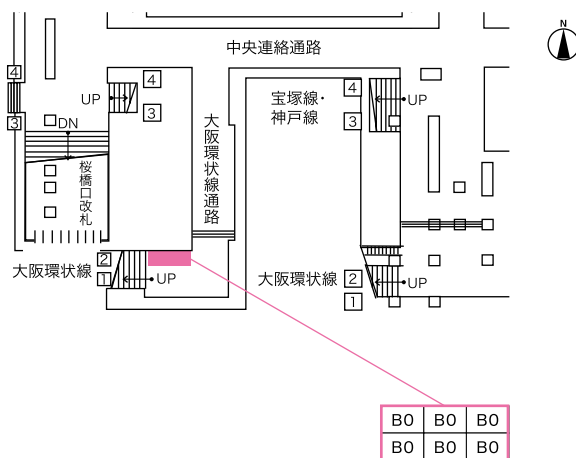 N
中央連絡通路
4
4
UP
3
3
DN
桜橋口改札
大阪環状線通路
宝塚線・
神戸線
4
UP
3
大阪環状線
2
1
UP
大阪環状線
2
1
UP
B0 B0 B0
B0 B0 B0